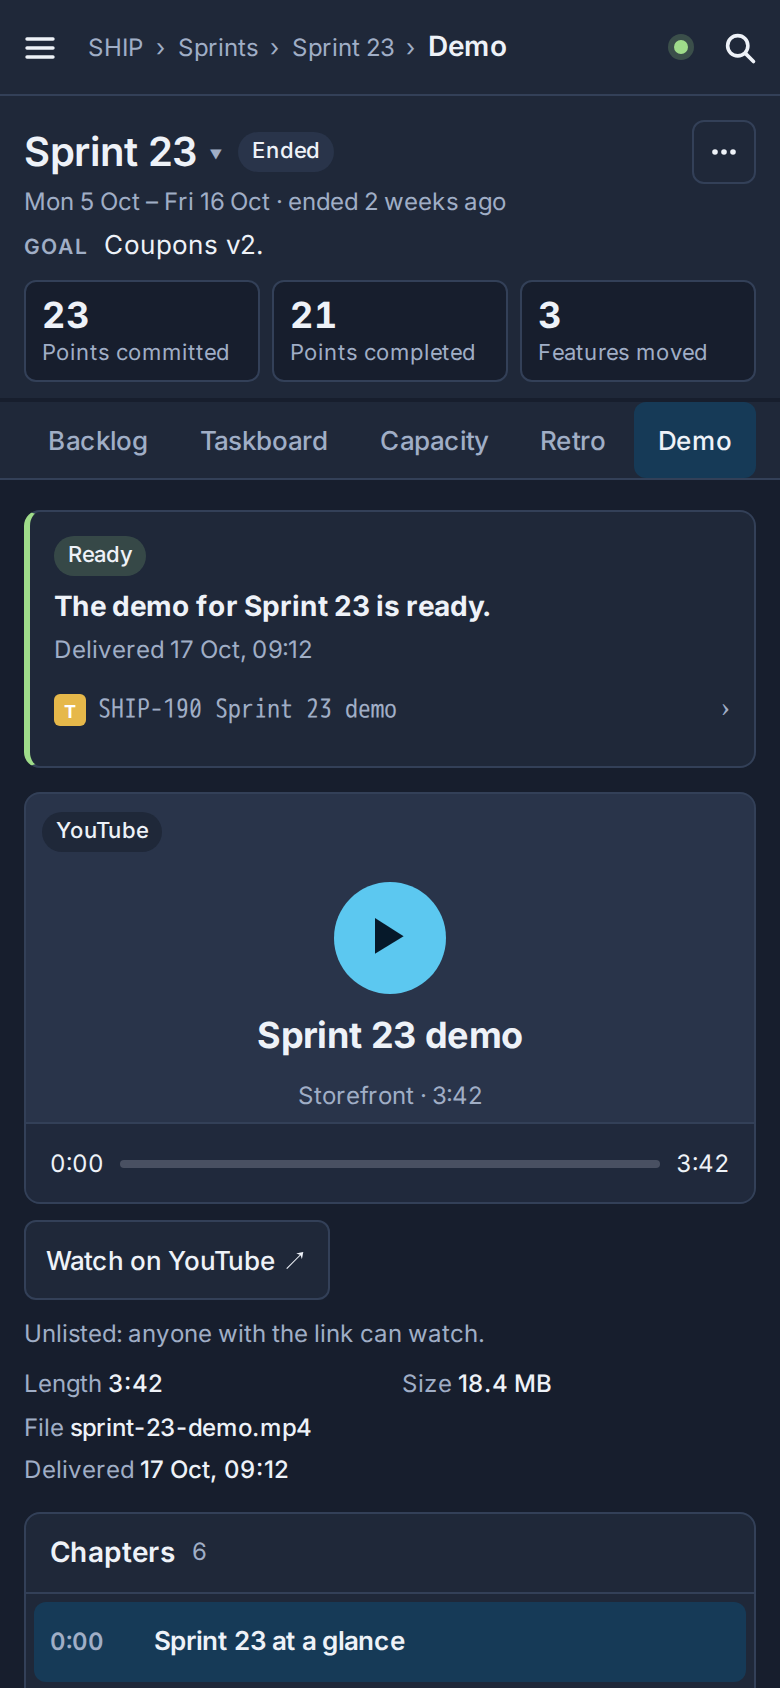 SHIP › Sprints › Sprint 23 › Demo
Sprint 23 ▾ Ended
Mon 5 Oct – Fri 16 Oct · ended 2 weeks ago
GOAL Coupons v2.
23 21 3
Points committed Points completed Features moved
Backlog Taskboard Capacity Retro Demo
Ready
The demo for Sprint 23 is ready.
Delivered 17 Oct, 09:12
T SHIP-190 Sprint 23 demo ›
YouTube
Sprint 23 demo
Storefront · 3:42
0:00 3:42
Watch on YouTube ↗
Unlisted: anyone with the link can watch.
Length 3:42 Size 18.4 MB
File sprint-23-demo.mp4
Delivered 17 Oct, 09:12
Chapters 6
0:00 Sprint 23 at a glance